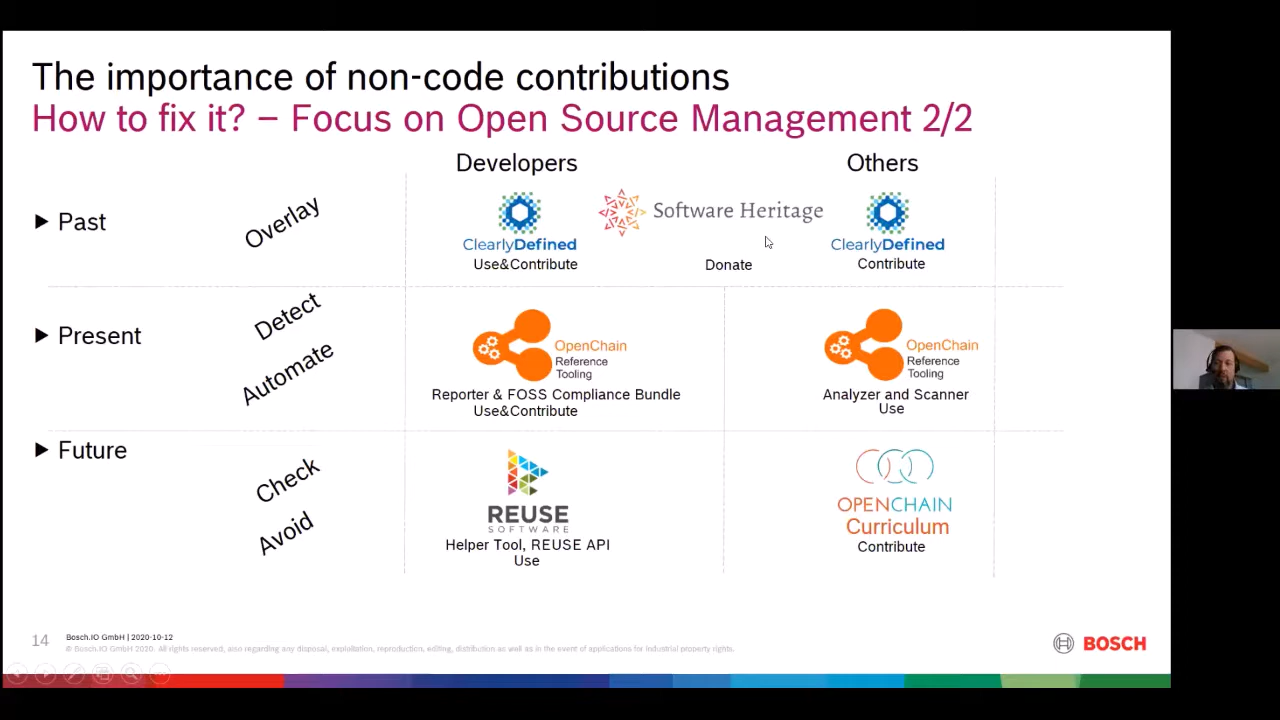 The importance of non-code contributions
How to fix it? – Focus on Open Source Management 2/2
Developers
Others
Past
Overlay
ClearlyDefined
Use&Contribute
Software Heritage
Donate
ClearlyDefined
Contribute
Present
Detect
Automate
OpenChain
Reference
Tooling
Reporter & FOSS Compliance Bundle
Use&Contribute
OpenChain
Reference
Tooling
Analyzer and Scanner
Use
Future
Check
Avoid
REUSE
SOFTWARE
Helper Tool, REUSE API
Use
OPENCHAIN
Curriculum
Contribute
14
Bosch.IO GmbH | 2020-10-12
© Bosch.IO GmbH 2020. All rights reserved, also regarding any disposal, exploitation, reproduction, editing, distribution as well as in the event of applications for industrial property rights.
BOSCH